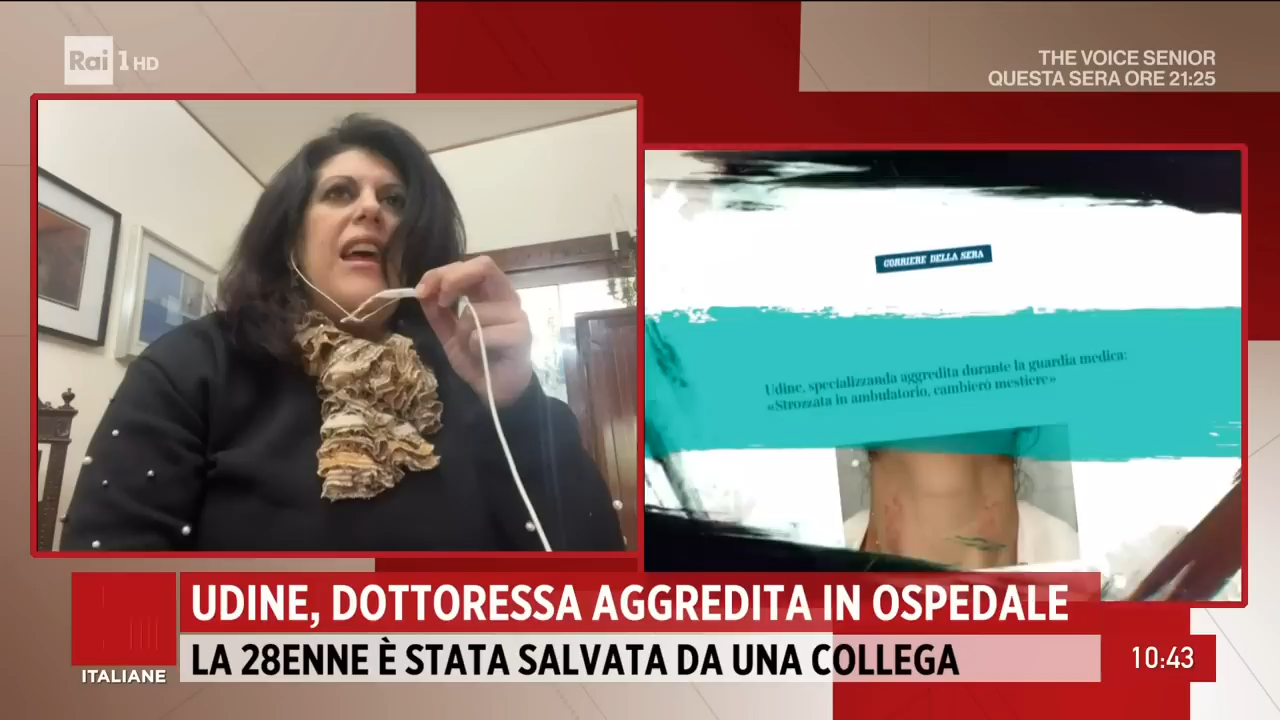 Rai 1 HD
THE VOICE SENIOR
QUESTA SERA ORE 21:25
CORRIERE DELLA SERA
Udine, specializzanda aggredita durante la guardia medica:
«Strozzata in ambulatorio, cambierò mestiere»
UDINE, DOTTORESSA AGGREDITA IN OSPEDALE
LA 28ENNE È STATA SALVATA DA UNA COLLEGA
ITALIANE
10:43